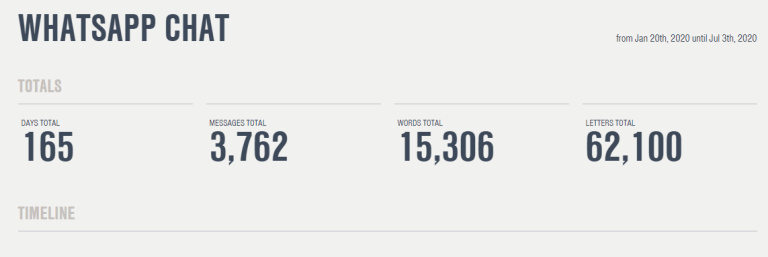 WHATSAPP CHAT
from Jan 20th, 2020 until Jul 3th, 2020
TOTALS
DAYS TOTAL
165
MESSAGES TOTAL
3,762
WORDS TOTAL
15,306
LETTERS TOTAL
62,100
TIMELINE